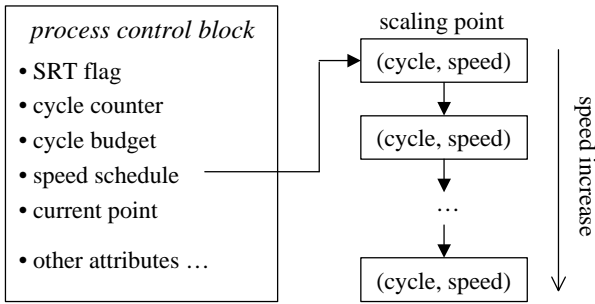 process control block
• SRT flag
• cycle counter
• cycle budget
• speed schedule
• current point
• other attributes …
scaling point
(cycle, speed)
(cycle, speed)
…
(cycle, speed)
speed increase